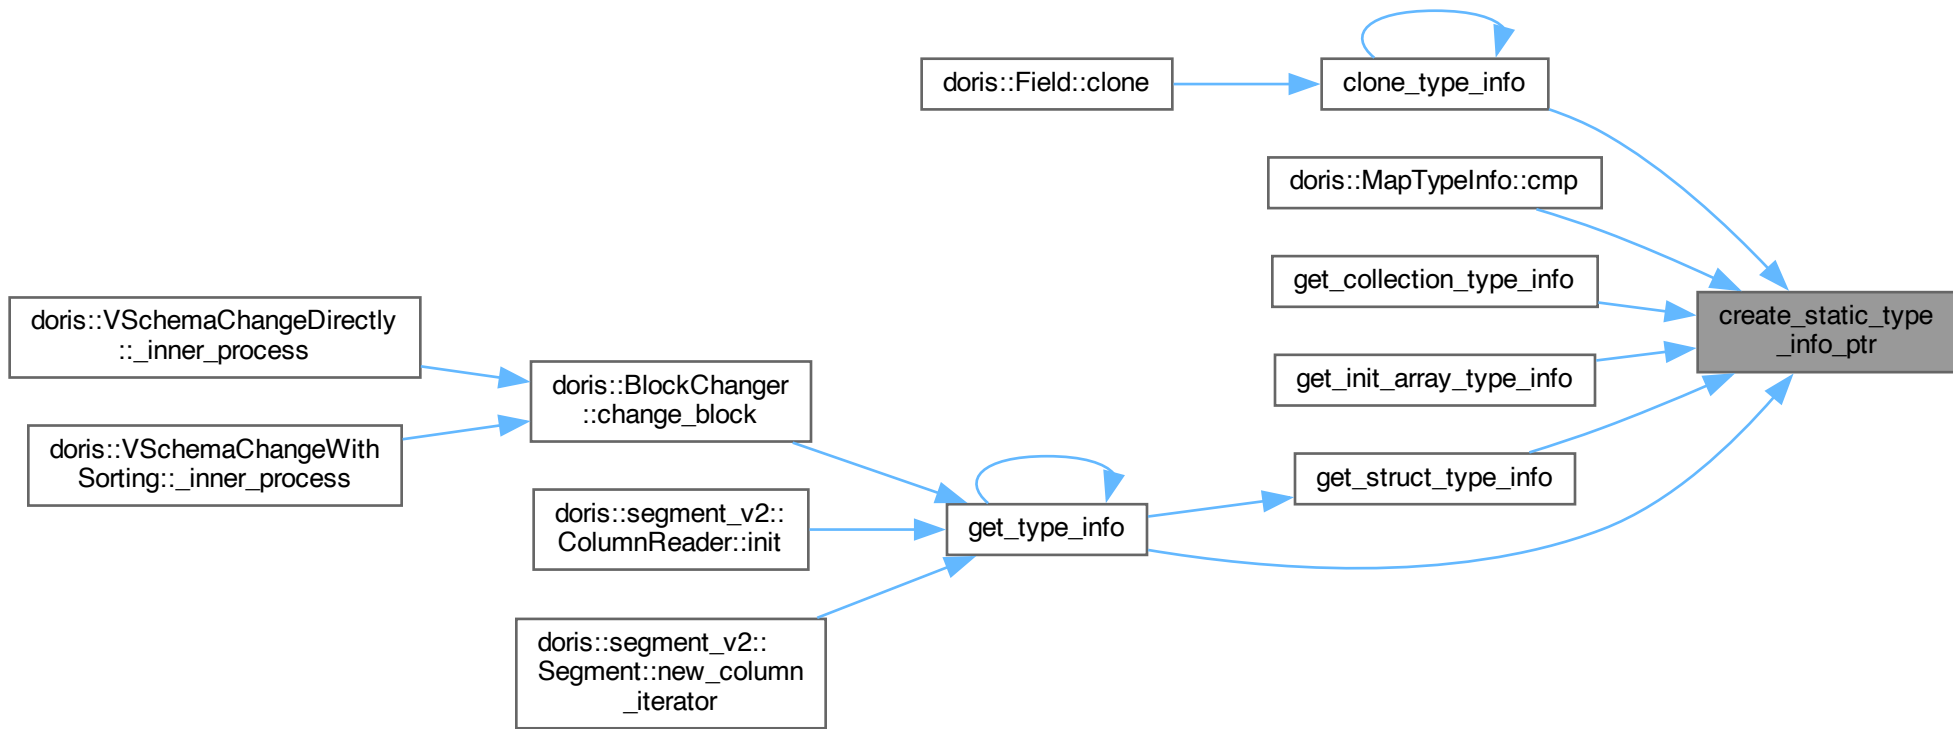 doris::Field::clone
clone_type_info
doris::MapTypeInfo::cmp
get_collection_type_info
create_static_type
_info_ptr
doris::VSchemaChangeDirectly
::_inner_process
doris::BlockChanger
::change_block
get_init_array_type_info
doris::VSchemaChangeWith
Sorting::_inner_process
get_struct_type_info
doris::segment_v2::
ColumnReader::init
get_type_info
doris::segment_v2::
Segment::new_column
_iterator